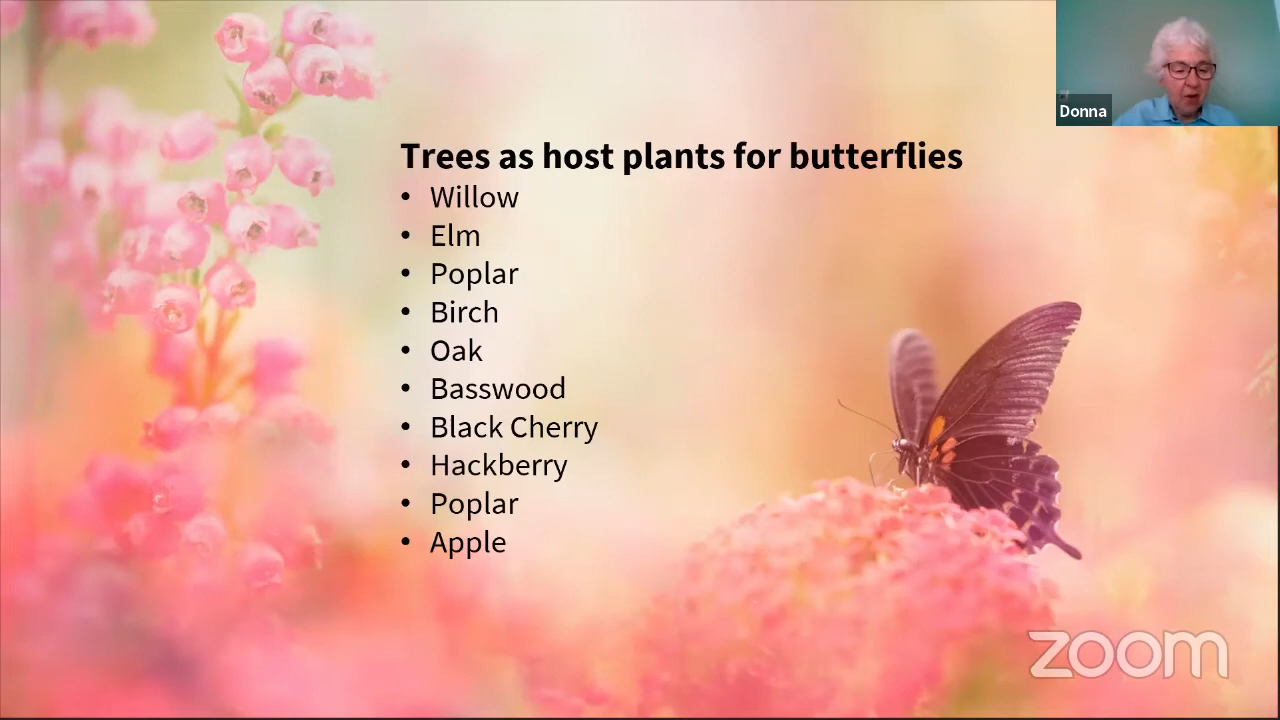 Donna
Trees as host plants for butterflies
• Willow
• Elm
• Poplar
• Birch
• Oak
• Basswood
• Black Cherry
• Hackberry
• Poplar
• Apple
zoom